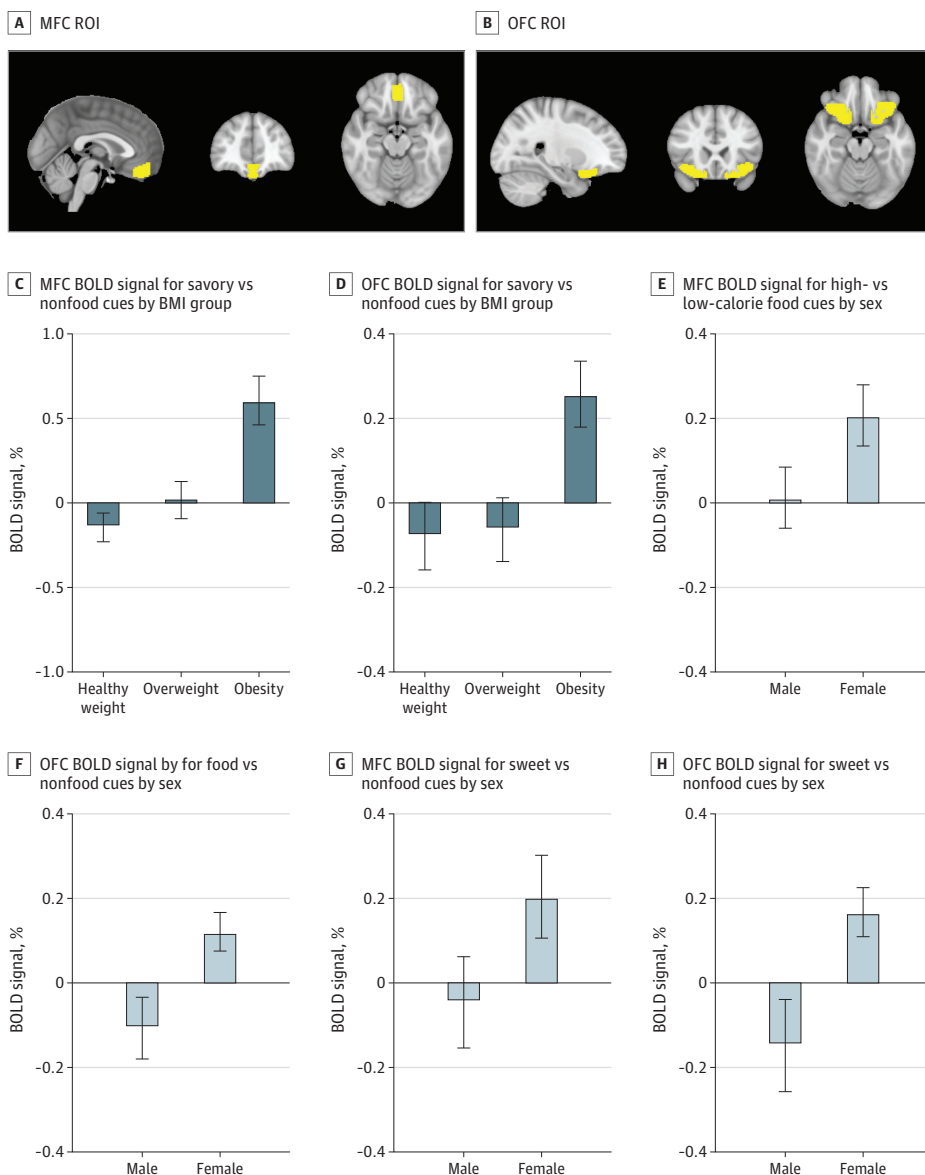 A MFC ROI
B OFC ROI
C MFC BOLD signal for savory vs
nonfood cues by BMI group
1.0
0.5
0
-0.5
-1.0
BOLD signal, %
Healthy
weight
Overweight
Obesity
D OFC BOLD signal for savory vs
nonfood cues by BMI group
0.4
0.2
0
-0.2
-0.4
BOLD signal, %
Healthy
weight
Overweight
Obesity
E MFC BOLD signal for high- vs
low-calorie food cues by sex
0.4
0.2
0
-0.2
-0.4
BOLD signal, %
Male
Female
F OFC BOLD signal by for food vs
nonfood cues by sex
0.4
0.2
0
-0.2
-0.4
BOLD signal, %
Male
Female
G MFC BOLD signal for sweet vs
nonfood cues by sex
0.4
0.2
0
-0.2
-0.4
BOLD signal, %
Male
Female
H OFC BOLD signal for sweet vs
nonfood cues by sex
0.4
0.2
0
-0.2
-0.4
BOLD signal, %
Male
Female